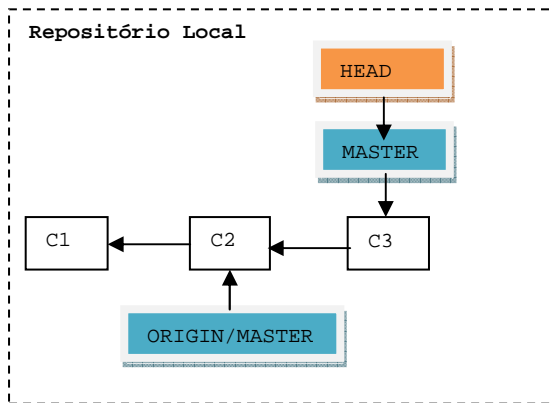 Repositório Local
HEAD
MASTER
C1
C2
C3
ORIGIN/MASTER